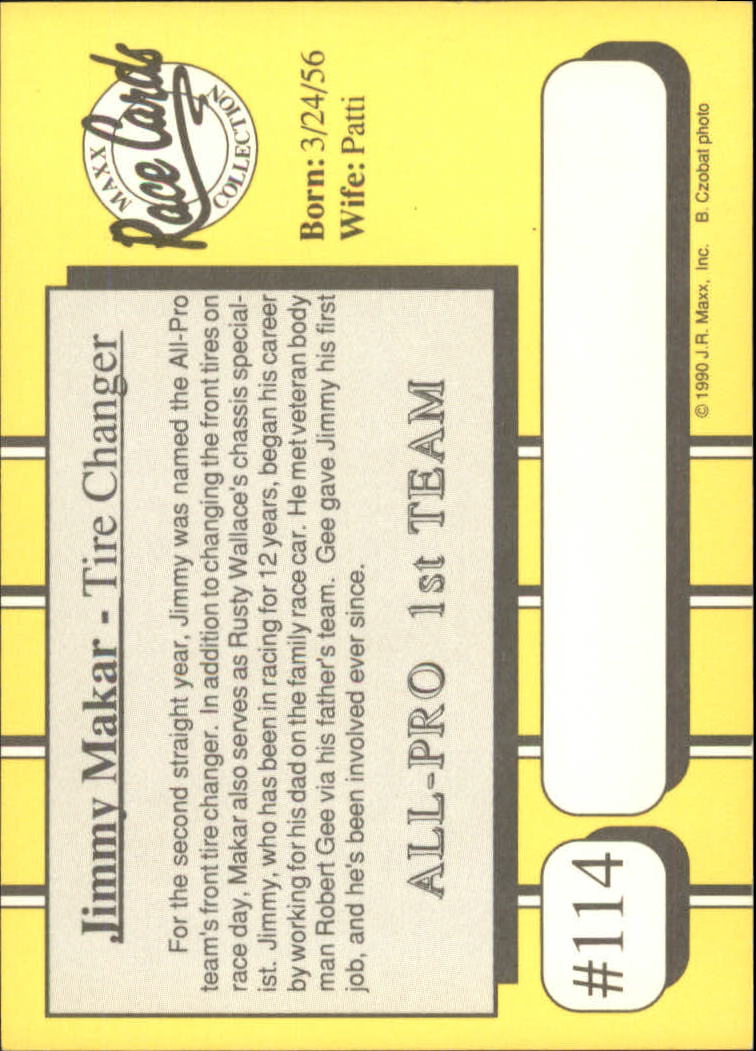 Jimmy Makar - Tire Changer
For the second straight year, Jimmy was named the All-Pro
team's front tire changer. In addition to changing the front tires on
race day, Makar also serves as Rusty Wallace's chassis special-
ist. Jimmy, who has been in racing for 12 years, began his career
by working for his dad on the family race car. He met veteran body
man Robert Gee via his father's team. Gee gave Jimmy his first
job, and he's been involved ever since.
ALL-PRO 1st TEAM
MAXX
Race Cards
COLLECTION
Born: 3/24/56
Wife: Patti
#114
© 1990 J.R. Maxx, Inc. B. Czobat photo